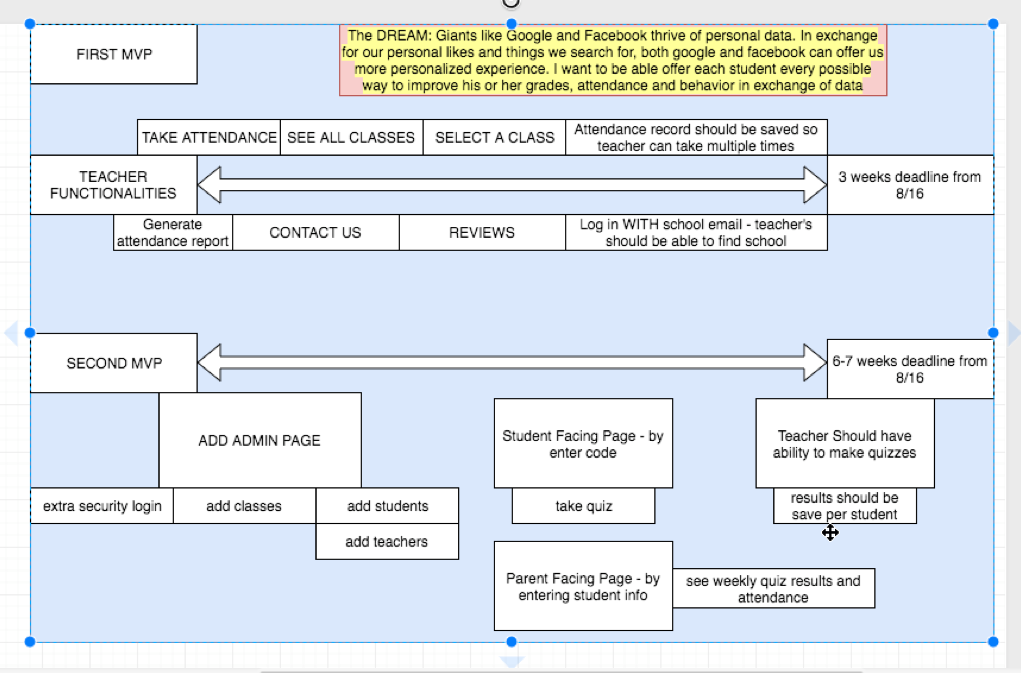 FIRST MVP
The DREAM: Giants like Google and Facebook thrive of personal data. In exchange
for our personal likes and things we search for, both google and facebook can offer us
more personalized experience. I want to be able offer each student every possible
way to improve his or her grades, attendance and behavior in exchange of data
TAKE ATTENDANCE
SEE ALL CLASSES
SELECT A CLASS
Attendance record should be saved so
teacher can take multiple times
TEACHER
FUNCTIONALITIES
3 weeks deadline from
8/16
Generate
attendance report
CONTACT US
REVIEWS
Log in WITH school email - teacher's
should be able to find school
SECOND MVP
6-7 weeks deadline from
8/16
ADD ADMIN PAGE
Student Facing Page - by
enter code
Teacher Should have
ability to make quizzes
extra security login
add classes
add students
take quiz
results should be
save per student
add teachers
Parent Facing Page - by
entering student info
see weekly quiz results and
attendance